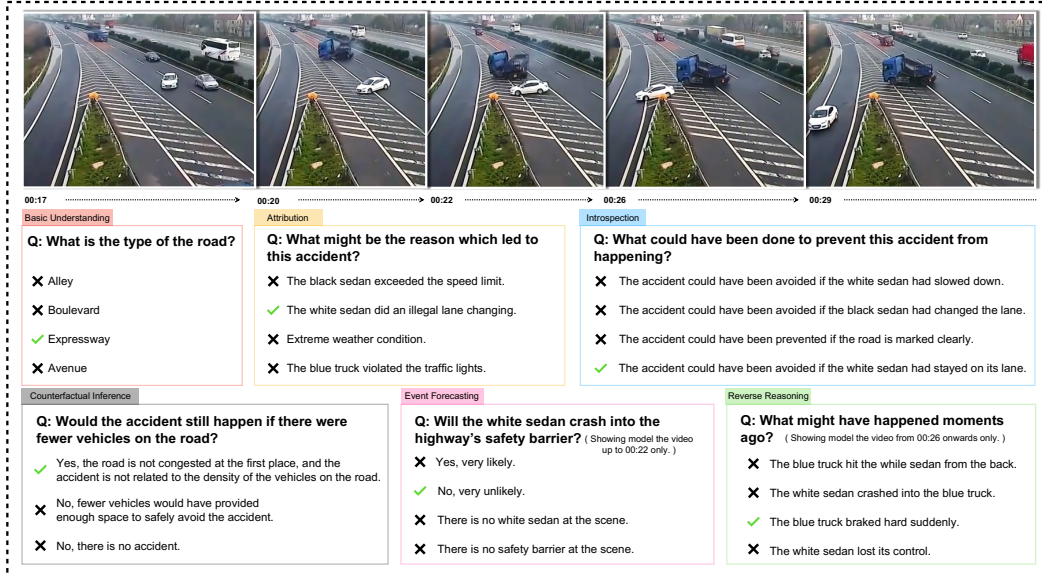 00:17
00:20
00:22
00:26
00:29
Basic Understanding
Q: What is the type of the road?
Alley
Boulevard
Expressway
Avenue
Attribution
Q: What might be the reason which led to
this accident?
The black sedan exceeded the speed limit.
The white sedan did an illegal lane changing.
Extreme weather condition.
The blue truck violated the traffic lights.
Introspection
Q: What could have been done to prevent this accident from
happening?
The accident could have been avoided if the white sedan had slowed down.
The accident could have been avoided if the black sedan had changed the lane.
The accident could have been prevented if the road is marked clearly.
The accident could have been avoided if the white sedan had stayed on its lane.
Counterfactual Inference
Q: Would the accident still happen if there were
fewer vehicles on the road?
Yes, the road is not congested at the first place, and the
accident is not related to the density of the vehicles on the road.
No, fewer vehicles would have provided
enough space to safely avoid the accident.
No, there is no accident.
Event Forecasting
Q: Will the white sedan crash into the
highway's safety barrier? ( Showing model the video
up to 00:22 only. )
Yes, very likely.
No, very unlikely.
There is no white sedan at the scene.
There is no safety barrier at the scene.
Reverse Reasoning
Q: What might have happened moments
ago? ( Showing model the video from 00:26 onwards only. )
The blue truck hit the while sedan from the back.
The white sedan crashed into the blue truck.
The blue truck braked hard suddenly.
The white sedan lost its control.